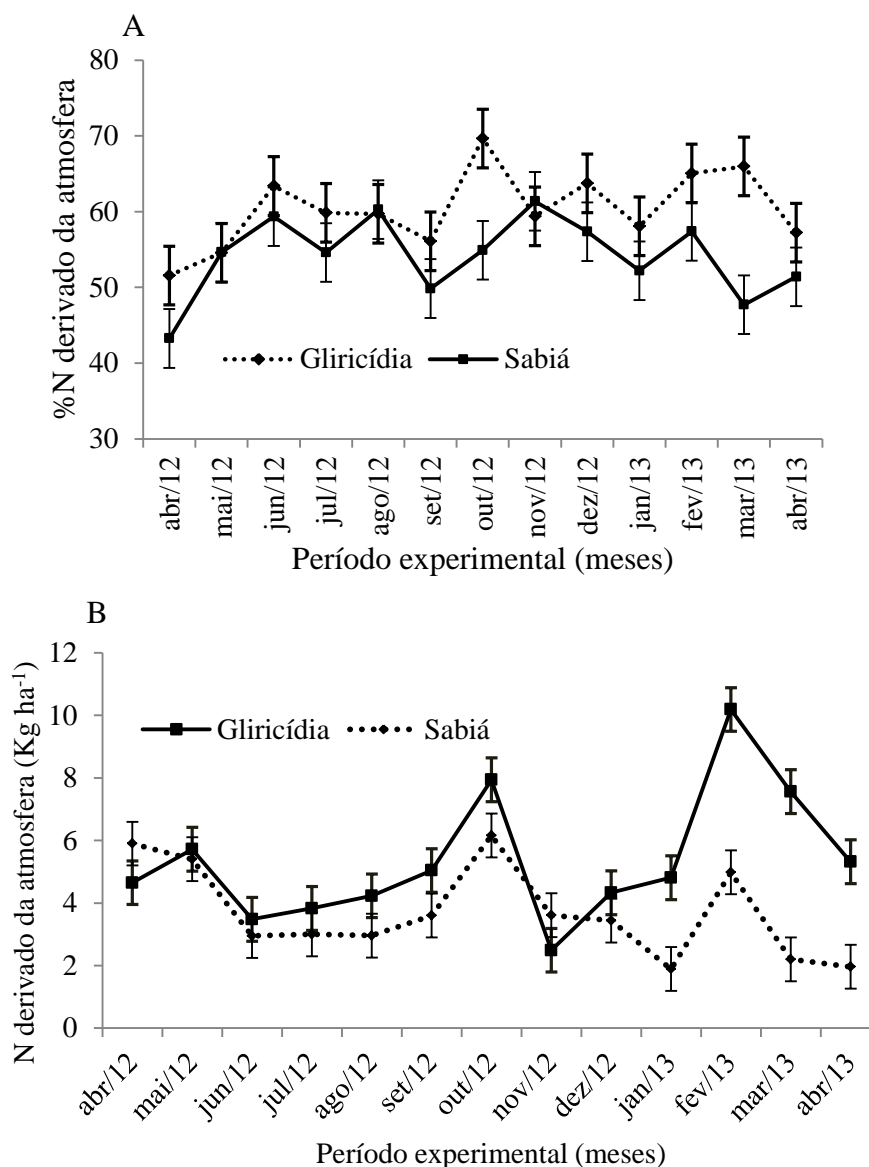 A
%N derivado da atmosfera
80
70
60
50
40
30
Gliricídia Sabiá
abr/12 mai/12 jun/12 jul/12 ago/12 set/12 out/12 nov/12 dez/12 jan/13 fev/13 mar/13 abr/13
Período experimental (meses)
B
N derivado da atmosfera (Kg ha⁻¹)
12
10
8
6
4
2
0
Gliricídia Sabiá
abr/12 mai/12 jun/12 jul/12 ago/12 set/12 out/12 nov/12 dez/12 jan/13 fev/13 mar/13 abr/13
Período experimental (meses)